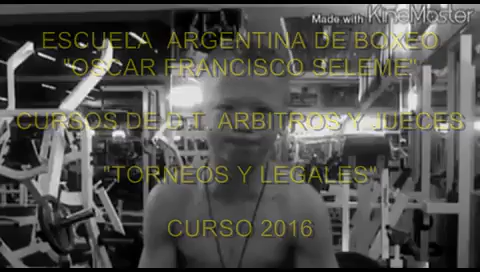 Made with KINEMASTER
ESCUELA ARGENTINA DE BOXEO
"OSCAR FRANCISCO SELEME"
CURSOS DE D.T. ARBITROS Y JUECES
"TORNEOS Y LEGALES"
CURSO 2016